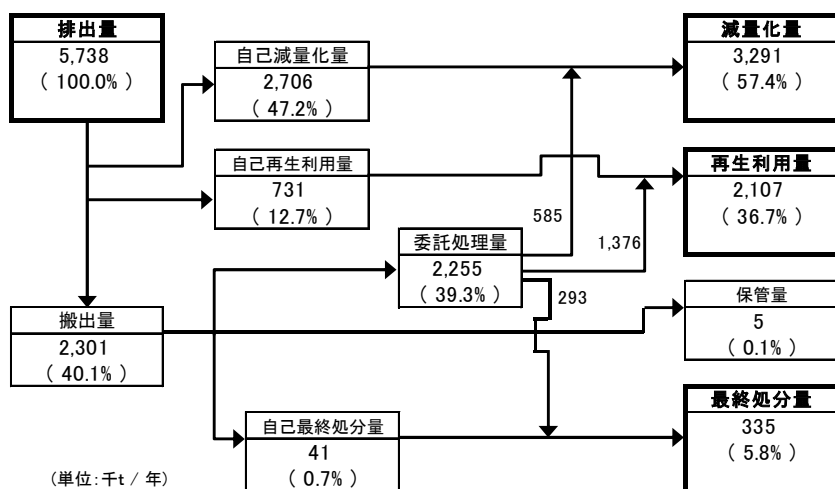 排出量
5,738
( 100.0% )
自己減量化量
2,706
( 47.2% )
減量化量
3,291
( 57.4% )
自己再生利用量
731
( 12.7% )
再生利用量
2,107
( 36.7% )
585
1,376
委託処理量
2,255
( 39.3% )
293
搬出量
2,301
( 40.1% )
保管量
5
( 0.1% )
自己最終処分量
41
( 0.7% )
最終処分量
335
( 5.8% )
(単位:千t / 年)